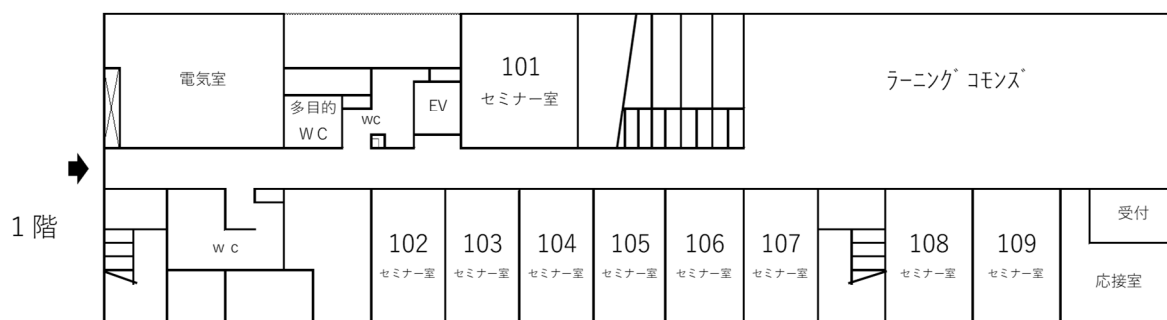 電気室
多目的
WC
wc
EV
101
セミナー室
ラーニング コモンズ
1階
wc
102
セミナー室
103
セミナー室
104
セミナー室
105
セミナー室
106
セミナー室
107
セミナー室
108
セミナー室
109
セミナー室
受付
応接室